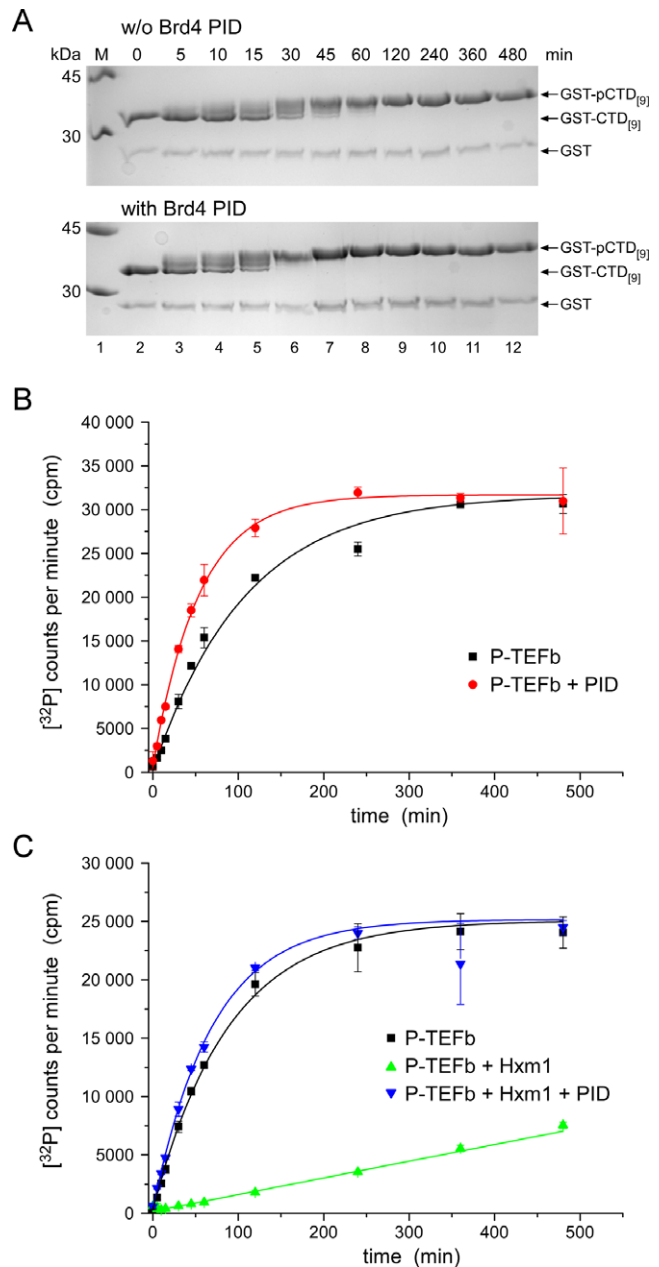 A
w/o Brd4 PID
kDa M 0 5 10 15 30 45 60 120 240 360 480 min
45
GST-pCTD[9]
GST-CTD[9]
30
GST
with Brd4 PID
45
GST-pCTD[9]
GST-CTD[9]
30
GST
1 2 3 4 5 6 7 8 9 10 11 12
B
40 000
35 000
30 000
25 000
20 000
15 000
10 000
5000
0
[32P] counts per minute (cpm)
P-TEFb
P-TEFb + PID
0 100 200 300 400 500
time (min)
C
30 000
25 000
20 000
15 000
10 000
5000
0
[32P] counts per minute (cpm)
P-TEFb
P-TEFb + Hxm1
P-TEFb + Hxm1 + PID
0 100 200 300 400 500
time (min)